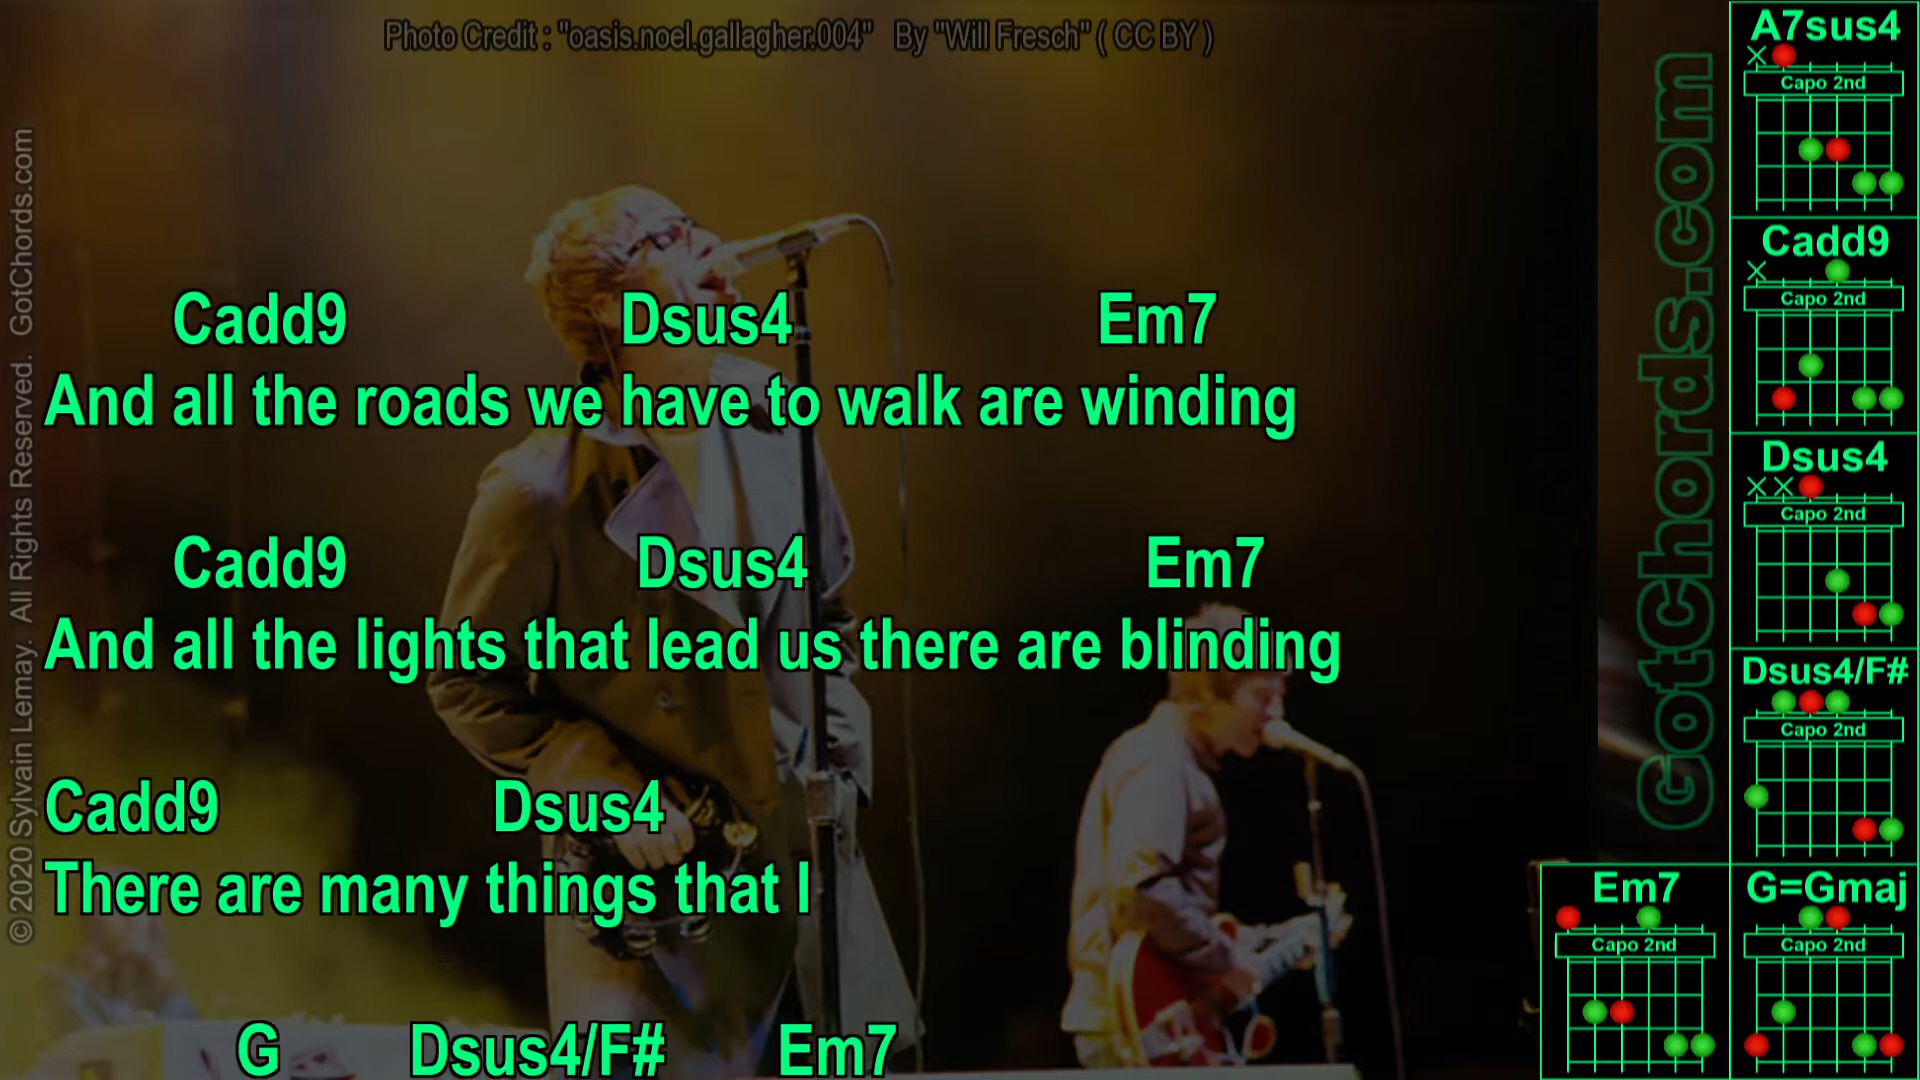 Photo Credit : "oasis.noel.gallagher.004"   By "Will Fresch" ( CC BY )
©2020 Sylvain Lemay.  All Rights Reserved.  GotChords.com
Cadd9 Dsus4 Em7
And all the roads we have to walk are winding
Cadd9 Dsus4 Em7
And all the lights that lead us there are blinding
Cadd9 Dsus4
There are many things that I
G Dsus4/F# Em7
GotChords.com
A7sus4
Capo 2nd
Cadd9
Capo 2nd
Dsus4
Capo 2nd
Dsus4/F#
Capo 2nd
Em7
Capo 2nd
G=Gmaj
Capo 2nd